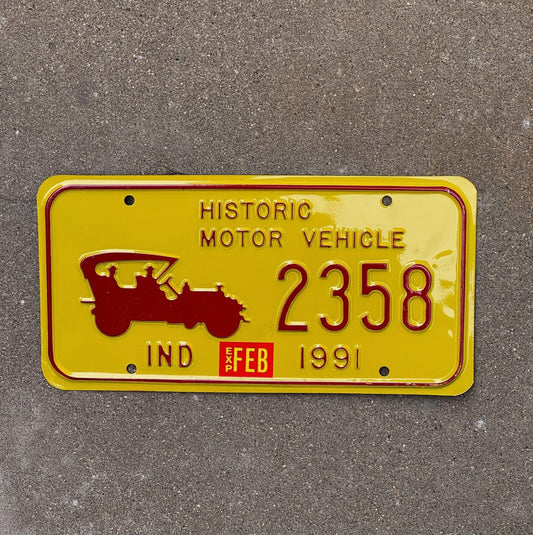 HISTORIC
MOTOR VEHICLE
2358
IND EXP FEB 1991